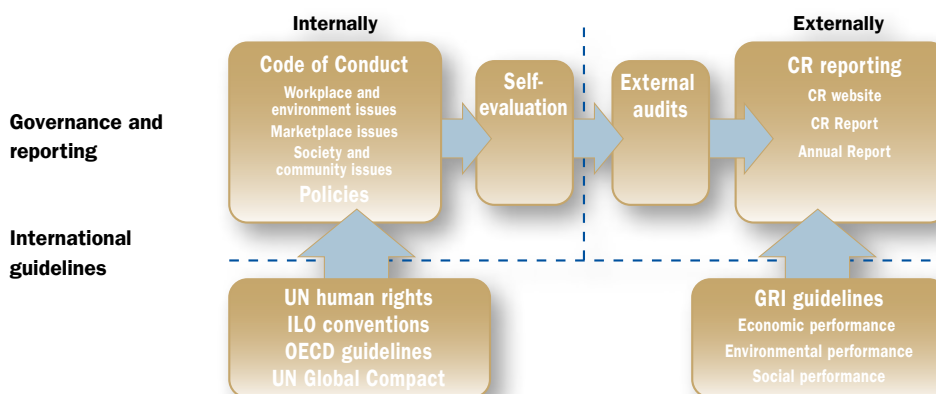 Internally
Externally
Governance and
reporting
Code of Conduct
Workplace and
environment issues
Marketplace issues
Society and
community issues
Policies
Self-
evaluation
External
audits
CR reporting
CR website
CR Report
Annual Report
International
guidelines
UN human rights
ILO conventions
OECD guidelines
UN Global Compact
GRI guidelines
Economic performance
Environmental performance
Social performance